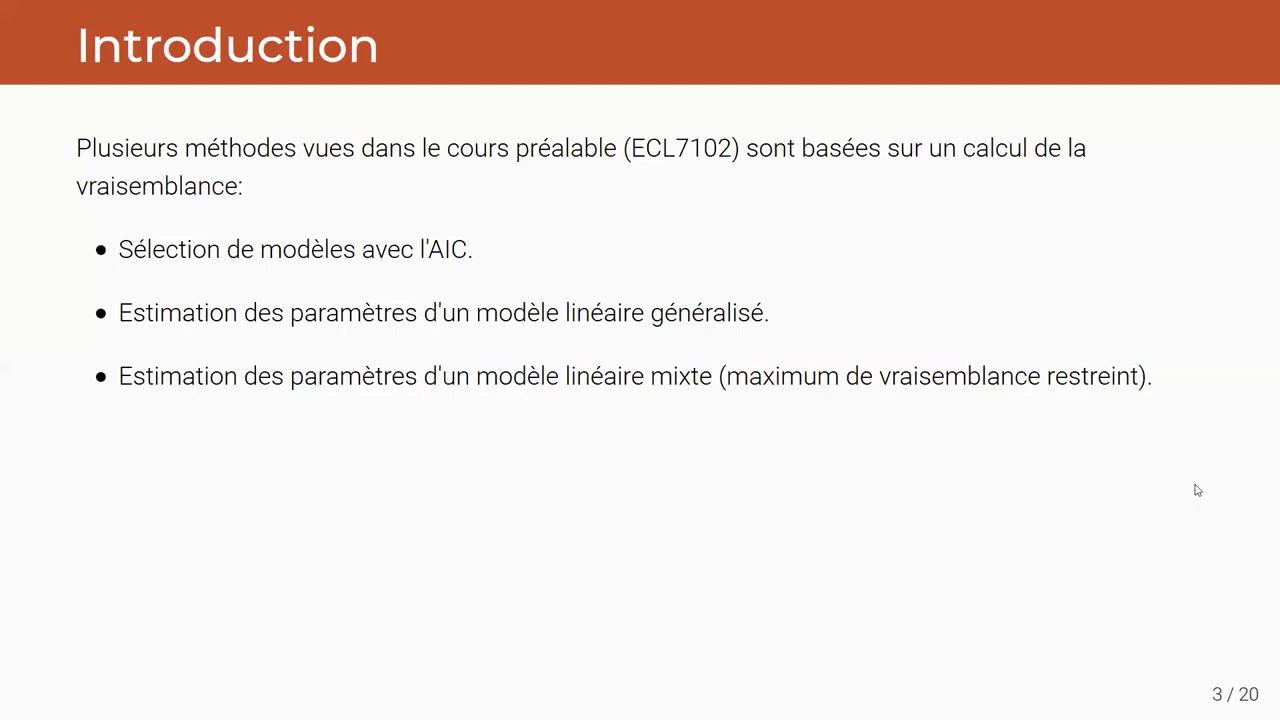 Introduction
Plusieurs méthodes vues dans le cours préalable (ECL7102) sont basées sur un calcul de la
vraisemblance:
• Sélection de modèles avec l'AIC.
• Estimation des paramètres d'un modèle linéaire généralisé.
• Estimation des paramètres d'un modèle linéaire mixte (maximum de vraisemblance restreint).
3 / 20